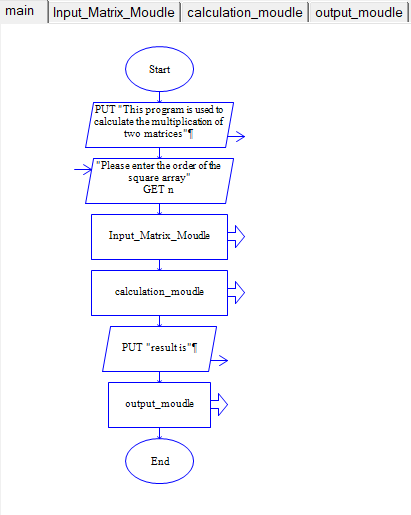 main Input_Matrix_Moudle calculation_moudle output_moudle
Start
PUT "This program is used to
calculate the multiplication of
two matrices"¶
"Please enter the order of the
square array"
GET n
Input_Matrix_Moudle
calculation_moudle
PUT "result is"¶
output_moudle
End